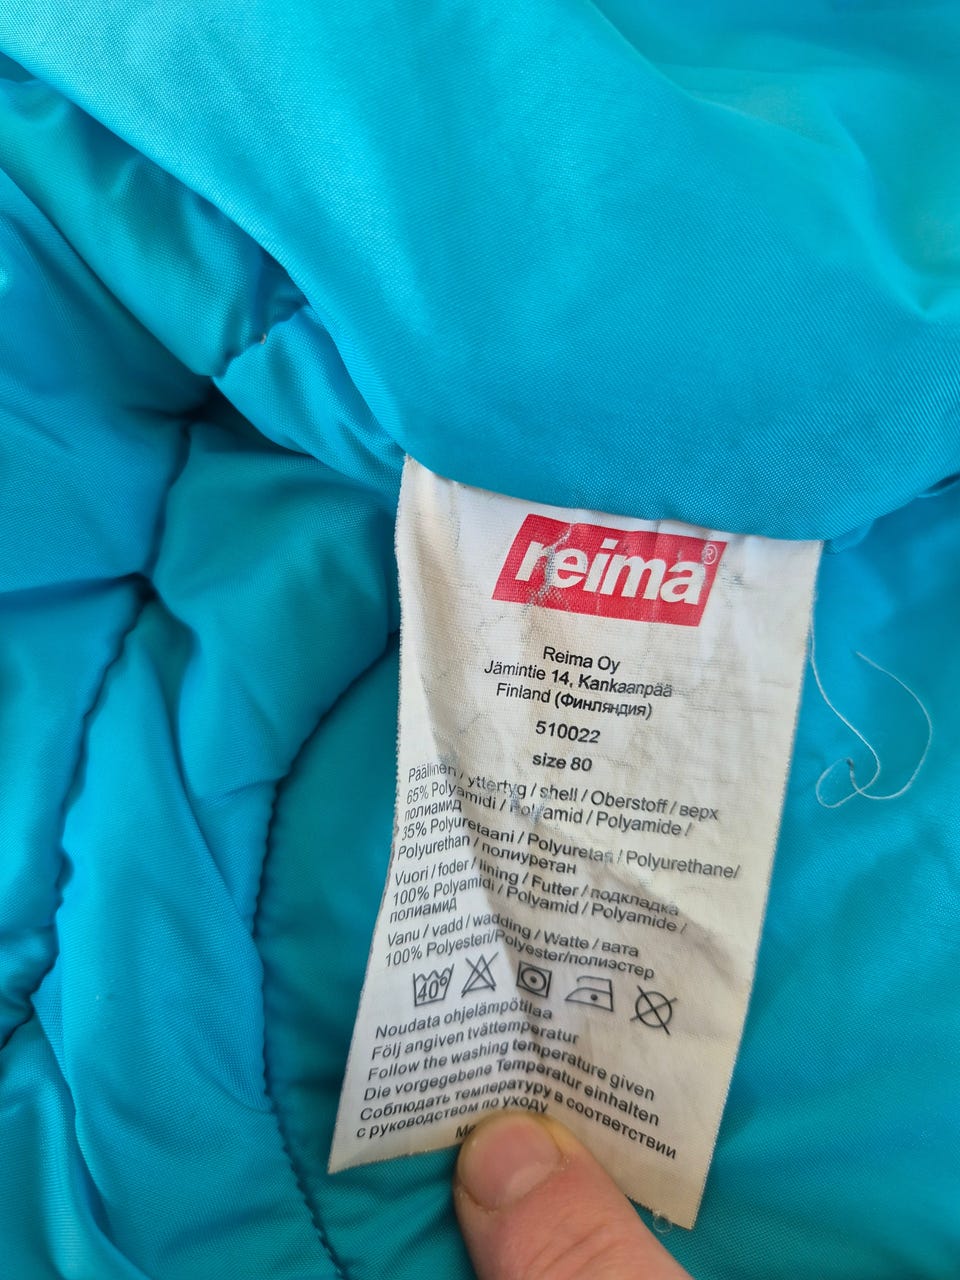 reima®
Reima Oy
Jämintie 14, Kankaanpää
Finland (Финляндия)
510022
size 80
Päällinen / yttertyg / shell / Oberstoff / верх
65% Polyamidi / Polyamid / Polyamide /
полиамид
35% Polyuretaani / Polyuretan / Polyurethane/
Polyurethan / полиуретан
Vuori / foder / lining / Futter / подкладка
100% Polyamidi / Polyamid / Polyamide /
полиамид
Vanu / vadd / wadding / Watte / вата
100% Polyesteri/Polyester/полиэстер
40°
Noudata ohjelämpötilaa
Följ angiven tvättemperatur
Follow the washing temperature given
Die vorgegebene Temperatur einhalten
Соблюдать температуру в соответствии
с руководством по уходу